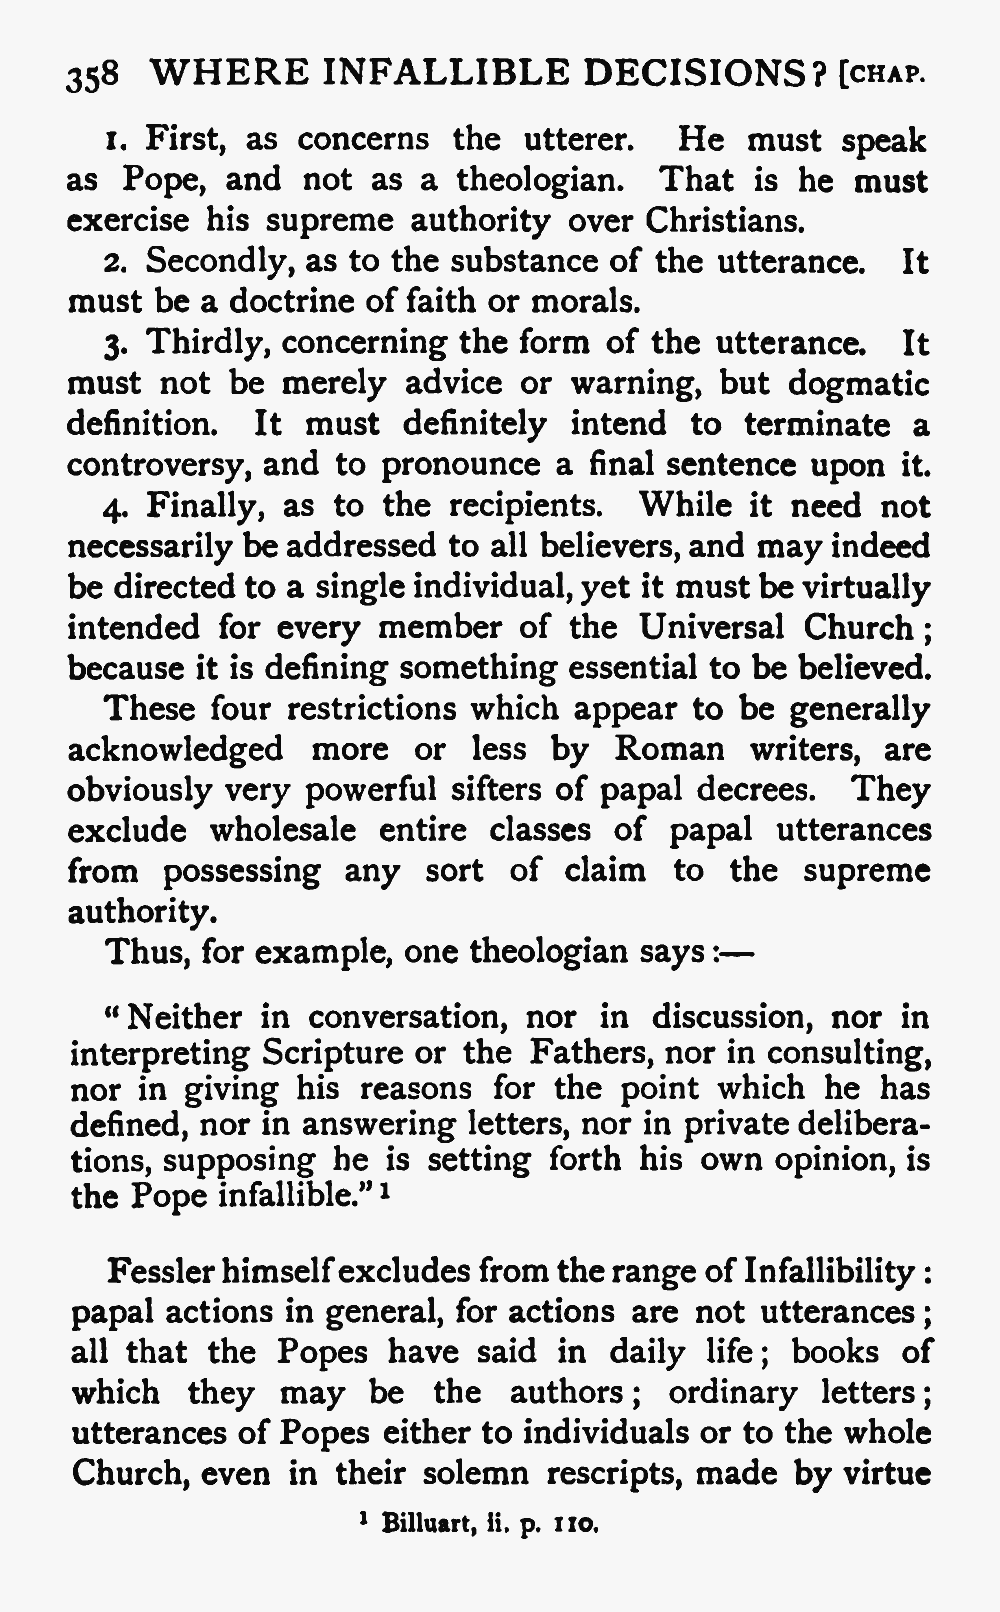 358 WHERE INFALLIBLE DECISIONS? [CHAP.
1. First, as concerns the utterer. He must speak
as Pope, and not as a theologian. That is he must
exercise his supreme authority over Christians.
2. Secondly, as to the substance of the utterance. It
must be a doctrine of faith or morals.
3. Thirdly, concerning the form of the utterance. It
must not be merely advice or warning, but dogmatic
definition. It must definitely intend to terminate a
controversy, and to pronounce a final sentence upon it.
4. Finally, as to the recipients. While it need not
necessarily be addressed to all believers, and may indeed
be directed to a single individual, yet it must be virtually
intended for every member of the Universal Church ;
because it is defining something essential to be believed.
These four restrictions which appear to be generally
acknowledged more or less by Roman writers, are
obviously very powerful sifters of papal decrees. They
exclude wholesale entire classes of papal utterances
from possessing any sort of claim to the supreme
authority.
Thus, for example, one theologian says :—
“ Neither in conversation, nor in discussion, nor in
interpreting Scripture or the Fathers, nor in consulting,
nor in giving his reasons for the point which he has
defined, nor in answering letters, nor in private delibera-
tions, supposing he is setting forth his own opinion, is
the Pope infallible.” 1
Fessler himself excludes from the range of Infallibility :
papal actions in general, for actions are not utterances ;
all that the Popes have said in daily life ; books of
which they may be the authors ; ordinary letters ;
utterances of Popes either to individuals or to the whole
Church, even in their solemn rescripts, made by virtue
1 Billuart, ii. p. 110.